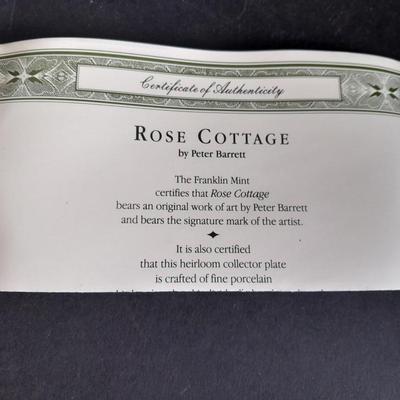 Certificate of Authenticity
ROSE COTTAGE
by Peter Barrett
The Franklin Mint
certifies that Rose Cottage
bears an original work of art by Peter Barrett
and bears the signature mark of the artist.
It is also certified
that this heirloom collector plate
is crafted of fine porcelain